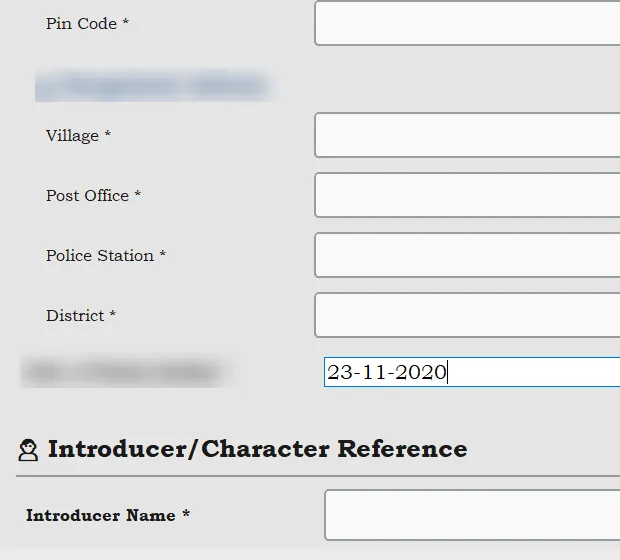 Pin Code *
Village *
Post Office *
Police Station *
District *
23-11-2020
Introducer/Character Reference
Introducer Name *